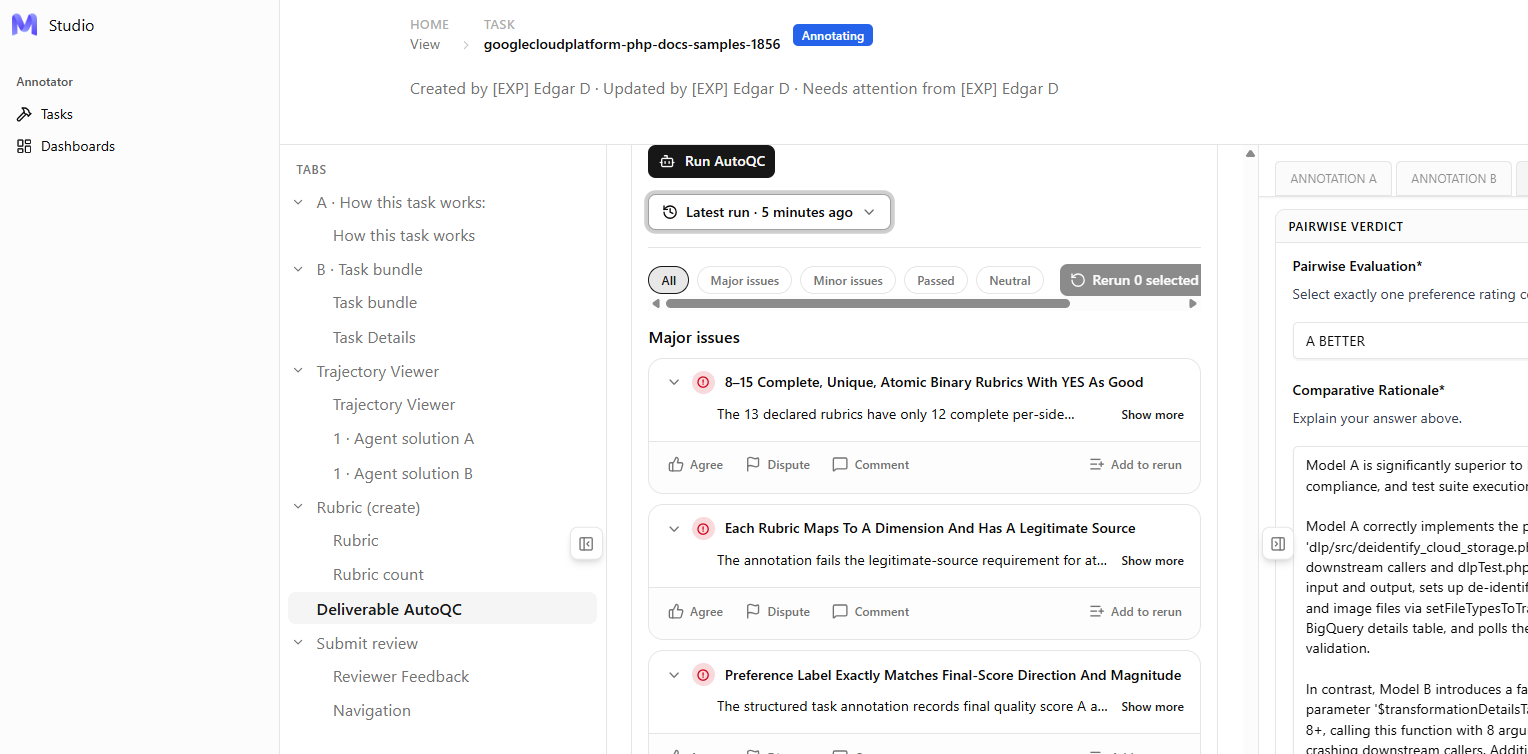 Studio
Annotator
Tasks
Dashboards
HOME
View
TASK
googlecloudplatform-php-docs-samples-1856
Annotating
Created by [EXP] Edgar D · Updated by [EXP] Edgar D · Needs attention from [EXP] Edgar D
TABS
A · How this task works:
How this task works
B · Task bundle
Task bundle
Task Details
Trajectory Viewer
Trajectory Viewer
1 · Agent solution A
1 · Agent solution B
Rubric (create)
Rubric
Rubric count
Deliverable AutoQC
Submit review
Reviewer Feedback
Navigation
Run AutoQC
Latest run · 5 minutes ago
All
Major issues
Minor issues
Passed
Neutral
Rerun 0 selected
Major issues
8–15 Complete, Unique, Atomic Binary Rubrics With YES As Good
The 13 declared rubrics have only 12 complete per-side... Show more
Agree Dispute Comment Add to rerun
Each Rubric Maps To A Dimension And Has A Legitimate Source
The annotation fails the legitimate-source requirement for at... Show more
Agree Dispute Comment Add to rerun
Preference Label Exactly Matches Final-Score Direction And Magnitude
The structured task annotation records final quality score A a... Show more
ANNOTATION A
ANNOTATION B
PAIRWISE VERDICT
Pairwise Evaluation*
Select exactly one preference rating
A BETTER
Comparative Rationale*
Explain your answer above.
Model A is significantly superior to
compliance, and test suite execution
Model A correctly implements the
'dlp/src/deidentify_cloud_storage.
downstream callers and dlpTest.php
input and output, sets up
and image files via
BigQuery details table, and polls the
validation.
In contrast, Model B introduces a
parameter
8+, calling this function with 8
crashing downstream callers.